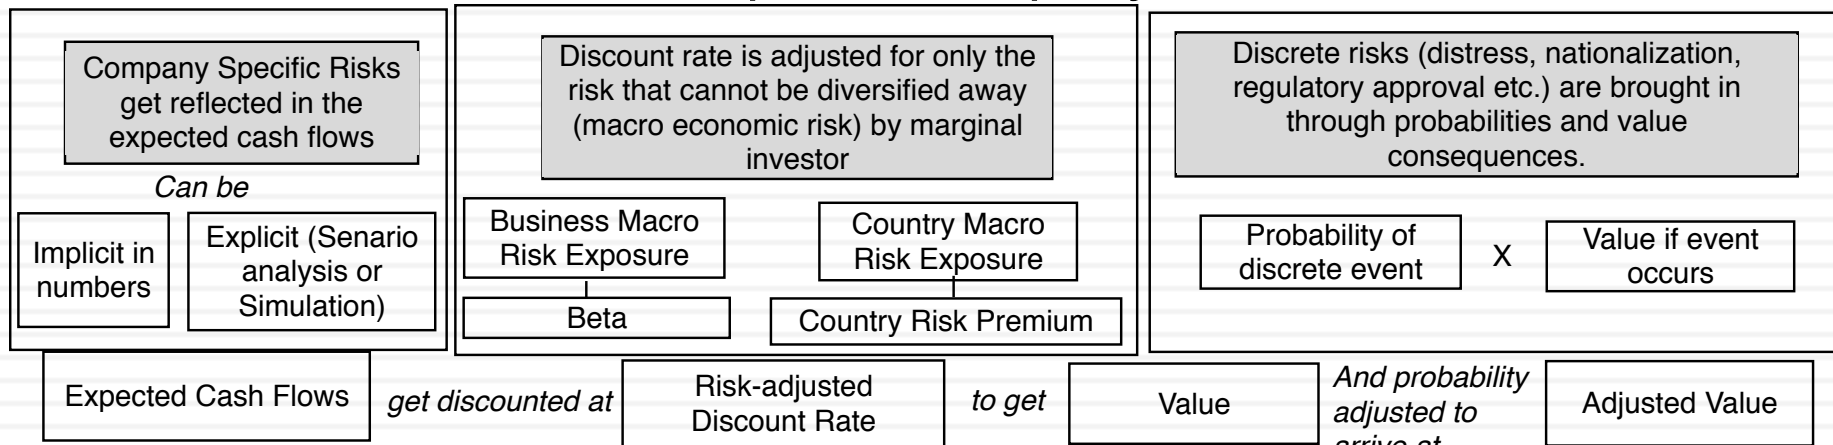 Company Specific Risks
get reflected in the
expected cash flows
Can be
Implicit in
numbers
Explicit (Senario
analysis or
Simulation)
Discount rate is adjusted for only the
risk that cannot be diversified away
(macro economic risk) by marginal
investor
Business Macro
Risk Exposure
Beta
Country Macro
Risk Exposure
Country Risk Premium
Discrete risks (distress, nationalization,
regulatory approval etc.) are brought in
through probabilities and value
consequences.
Probability of
discrete event
X
Value if event
occurs
Expected Cash Flows
get discounted at
Risk-adjusted
Discount Rate
to get
Value
And probability
adjusted to
arrive at
Adjusted Value